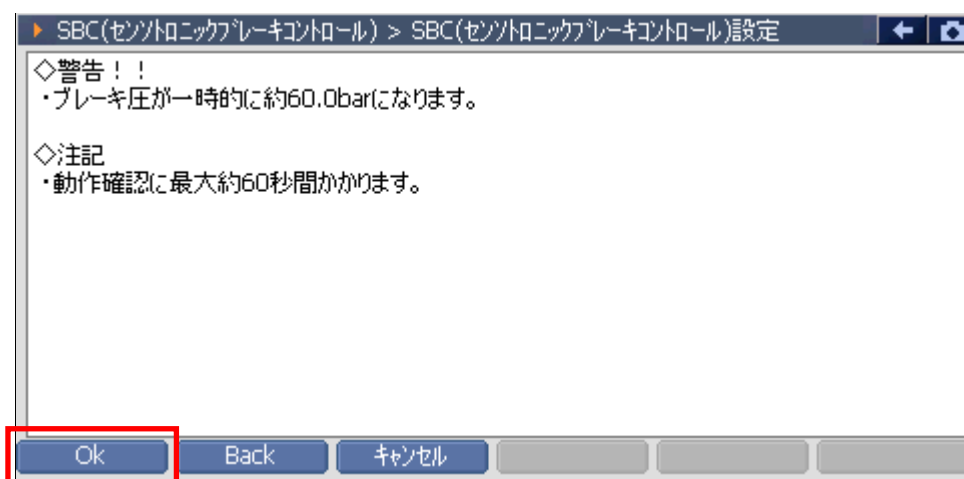 SBC(ｾﾝｿﾄﾛﾆｯｸﾌﾞﾚｰｷｺﾝﾄﾛｰﾙ) > SBC(ｾﾝｿﾄﾛﾆｯｸﾌﾞﾚｰｷｺﾝﾄﾛｰﾙ)設定
◇警告！！
・ブレーキ圧が一時的に約60.0barになります。
◇注記
・動作確認に最大約60秒間かかります。
Ok
Back
ｷｬﾝｾﾙ